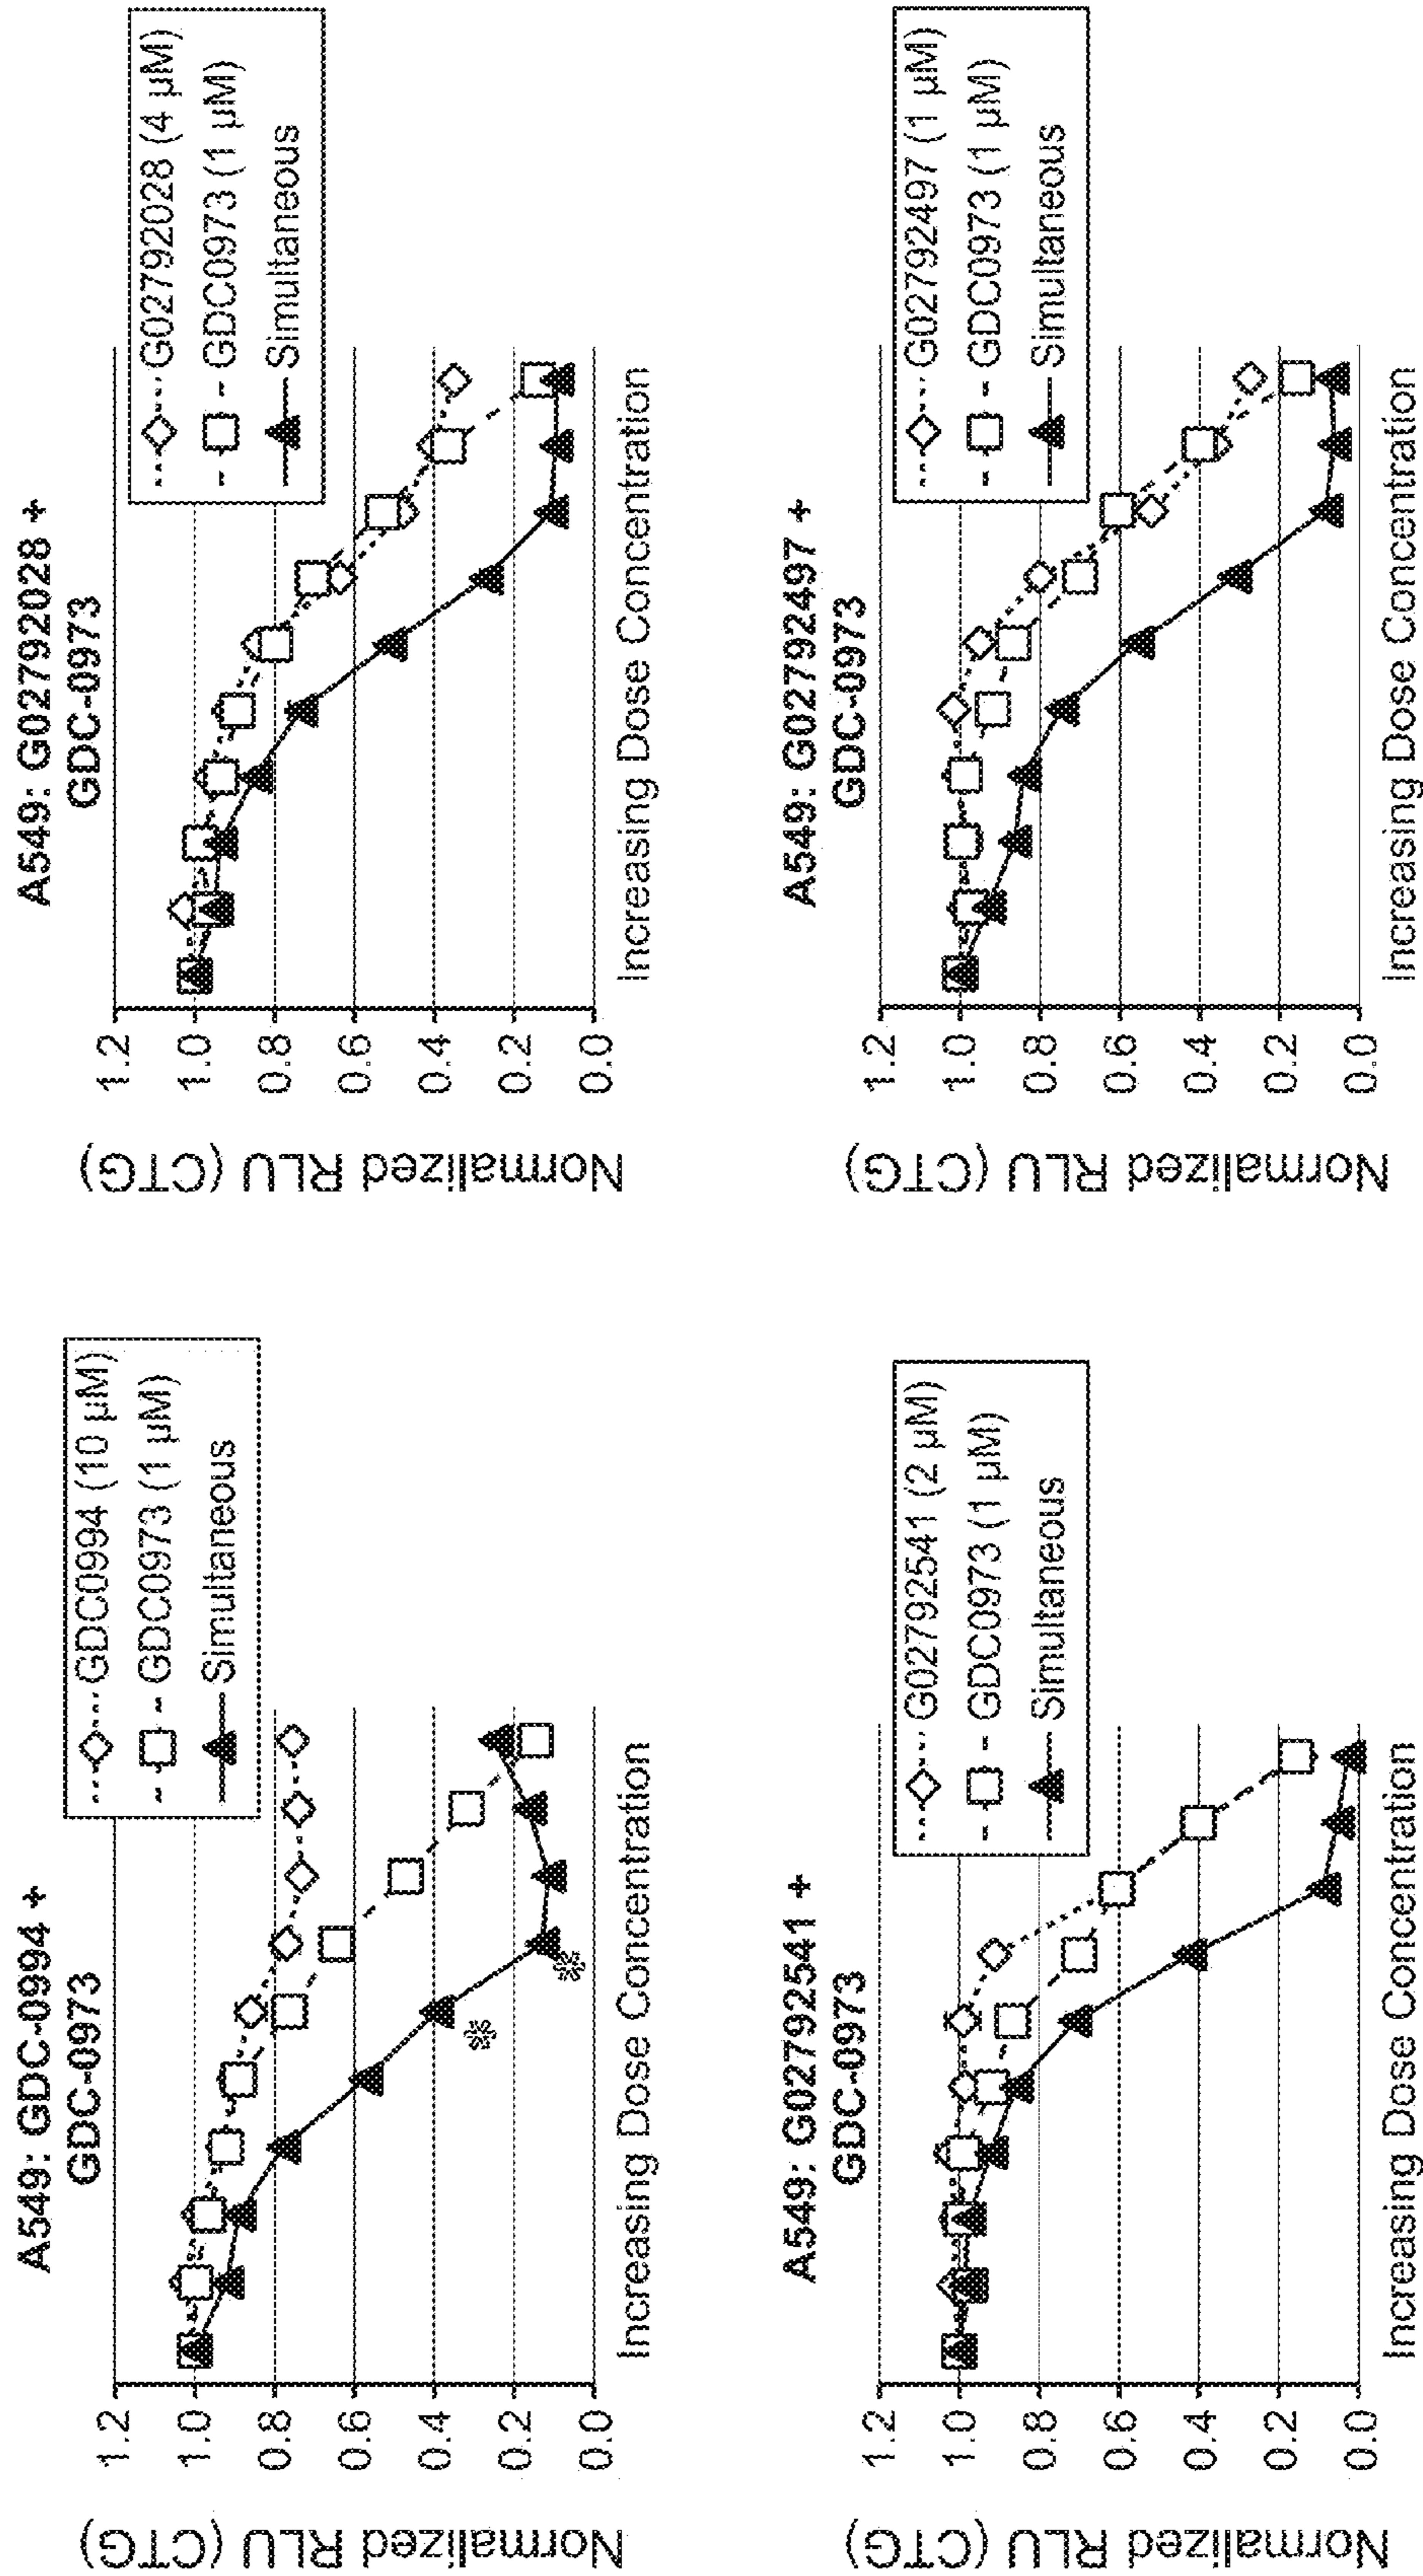 A549: GDC-0994 +
GDC-0973
GDC0994 (10 µM)
GDC0973 (1 µM)
Simultaneous
Normalized RLU (CTG)
1.2
1.0
0.8
0.6
0.4
0.2
0.0
Increasing Dose Concentration
A549: G02792028 +
GDC-0973
G02792028 (4 µM)
GDC0973 (1 µM)
Simultaneous
Normalized RLU (CTG)
1.2
1.0
0.8
0.6
0.4
0.2
0.0
Increasing Dose Concentration
A549: G02792541 +
GDC-0973
G02792541 (2 µM)
GDC0973 (1 µM)
Simultaneous
Normalized RLU (CTG)
1.2
1.0
0.8
0.6
0.4
0.2
0.0
Increasing Dose Concentration
A549: G02792497 +
GDC-0973
G02792497 (1 µM)
GDC0973 (1 µM)
Simultaneous
Normalized RLU (CTG)
1.2
1.0
0.8
0.6
0.4
0.2
0.0
Increasing Dose Concentration